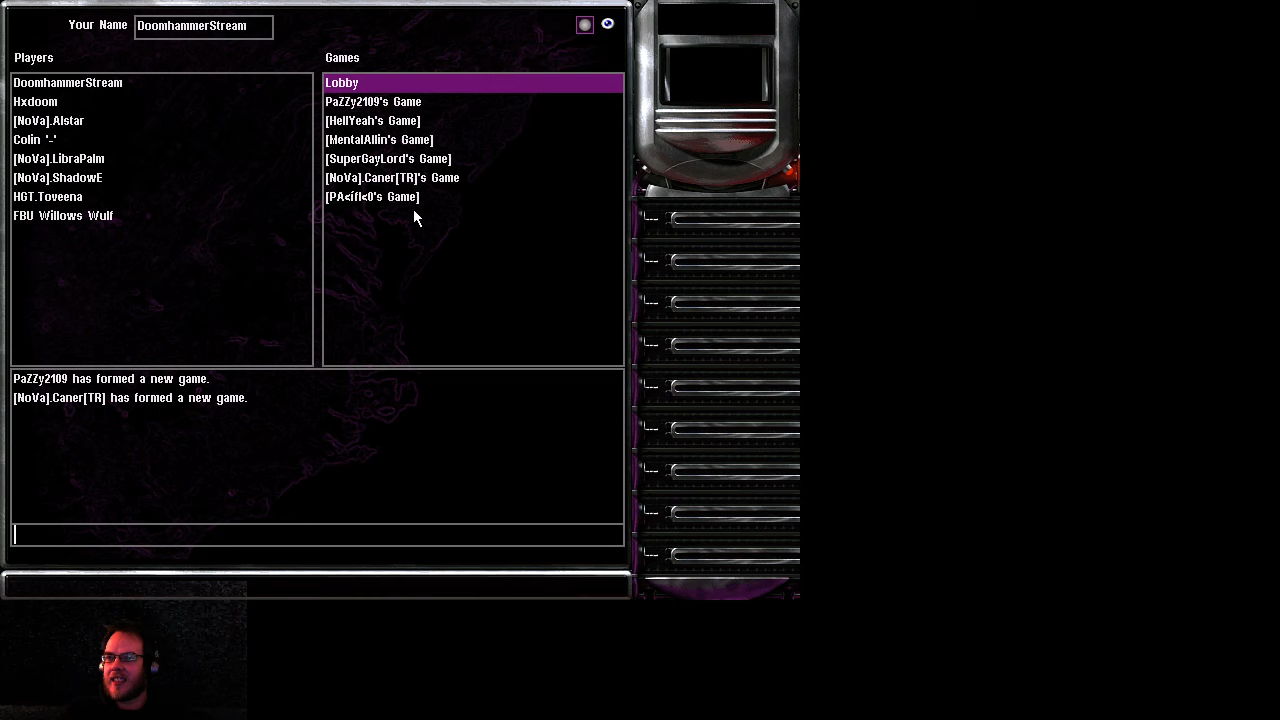 Your Name DoommhammerStream
Players
DoomhammerStream
Hxdoom
[NoVa].Alstar
Colin '-'
[NoVa].LibraPalm
[NoVa].ShadowE
HGT.Toveena
FBU Willows Wulf
Games
Lobby
PaZZy2109's Game
[HellYeah's Game]
[MentalAllin's Game]
[SuperGayLord's Game]
[NoVa].Caner[TR]'s Game
PaZZy2109 has formed a new game.
[NoVa].Caner[TR] has formed a new game.